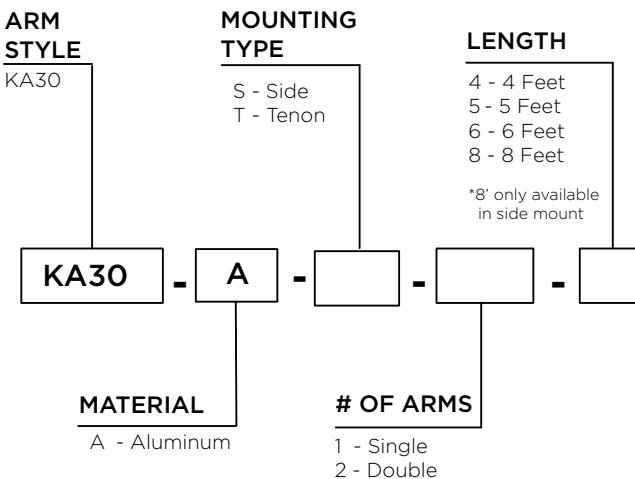 ARM
STYLE
KA30
MOUNTING
TYPE
S - Side
T - Tenon
LENGTH
4 - 4 Feet
5 - 5 Feet
6 - 6 Feet
8 - 8 Feet
*8' only available
in side mount
KA30 - A - - -
MATERIAL
A - Aluminum
# OF ARMS
1 - Single
2 - Double